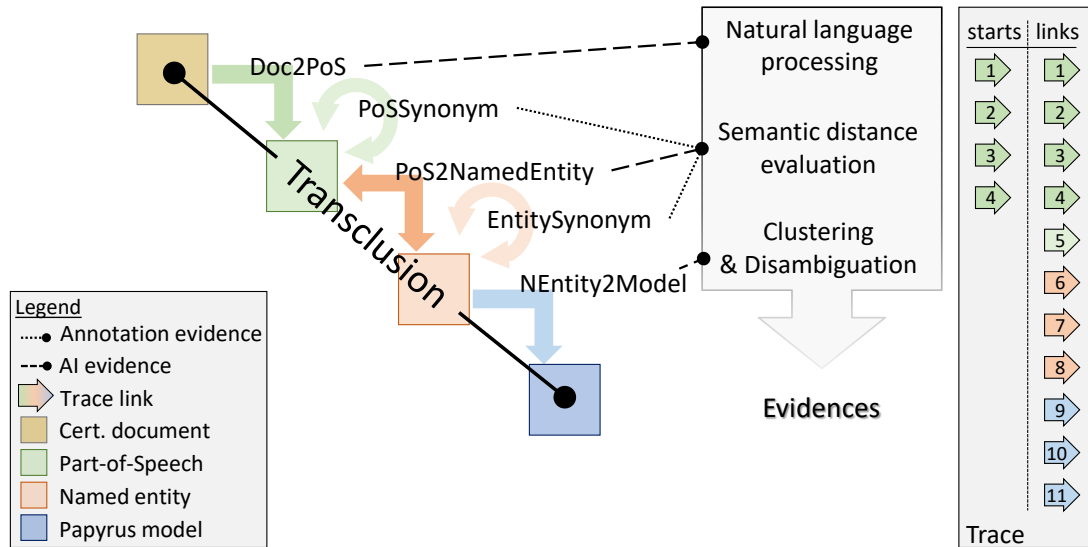 Doc2PoS
PoSSynonym
PoS2NamedEntity
EntitySynonym
NEntity2Model
Transclusion
Natural language
processing
Semantic distance
evaluation
Clustering
& Disambiguation
Evidences
Legend
Annotation evidence
AI evidence
Trace link
Cert. document
Part-of-Speech
Named entity
Papyrus model
starts links
1 1
2 2
3 3
4 4
5
6
7
8
9
10
11
Trace